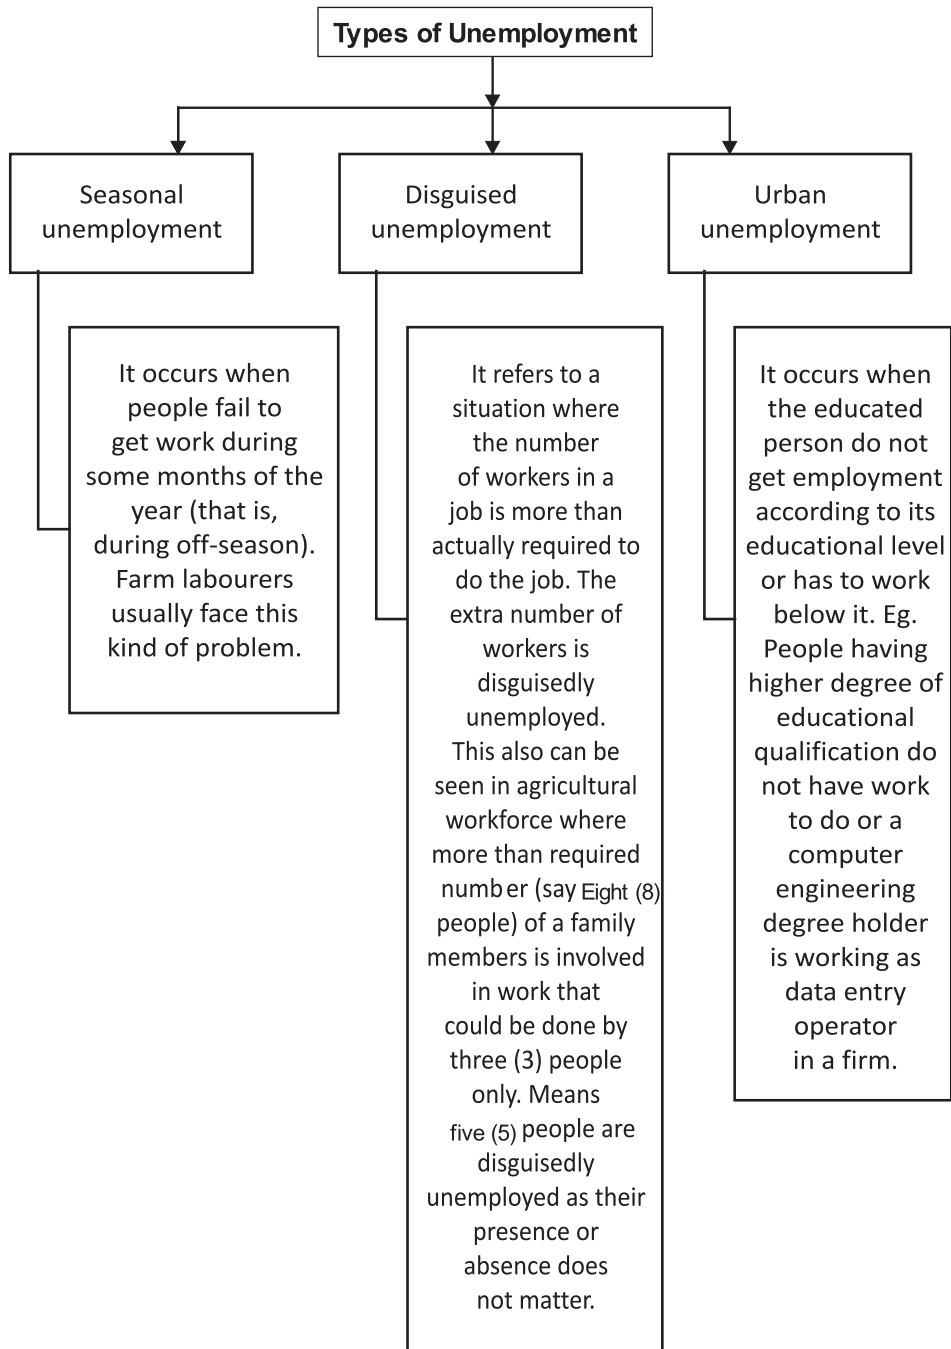 Types of Unemployment
Seasonal
unemployment
Disguised
unemployment
Urban
unemployment
It occurs when
people fail to
get work during
some months of the
year (that is,
during off-season).
Farm labourers
usually face this
kind of problem.
It refers to a
situation where
the number
of workers in a
job is more than
actually required to
do the job. The
extra number of
workers is
disguisedly
unemployed.
This also can be
seen in agricultural
workforce where
more than required
number (say Eight (8)
people) of a family
members is involved
in work that
could be done by
three (3) people
only. Means
five (5) people are
disguisedly
unemployed as their
presence or
absence does
not matter.
It occurs when
the educated
person do not
get employment
according to its
educational level
or has to work
below it. Eg.
People having
higher degree of
educational
qualification do
not have work
to do or a
computer
engineering
degree holder
is working as
data entry
operator
in a firm.